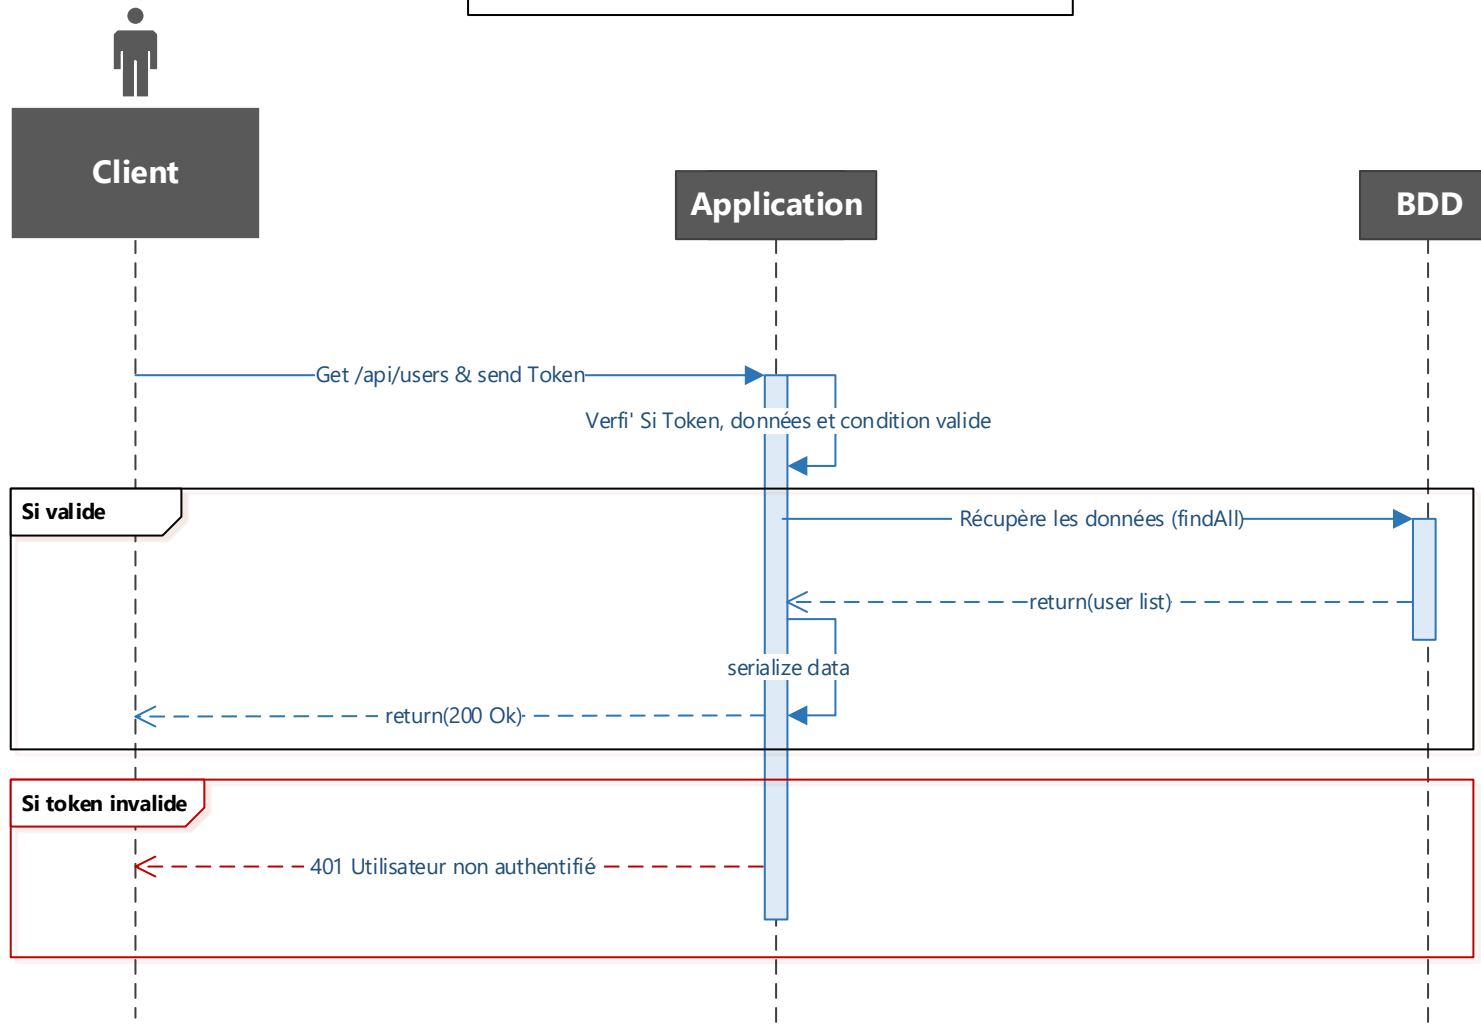 Client
Application
BDD
Get /api/users & send Token
Verfi' Si Token, données et condition valide
Si valide
Récupère les données (findAll)
return(user list)
serialize data
return(200 Ok)
Si token invalide
401 Utilisateur non authentifié